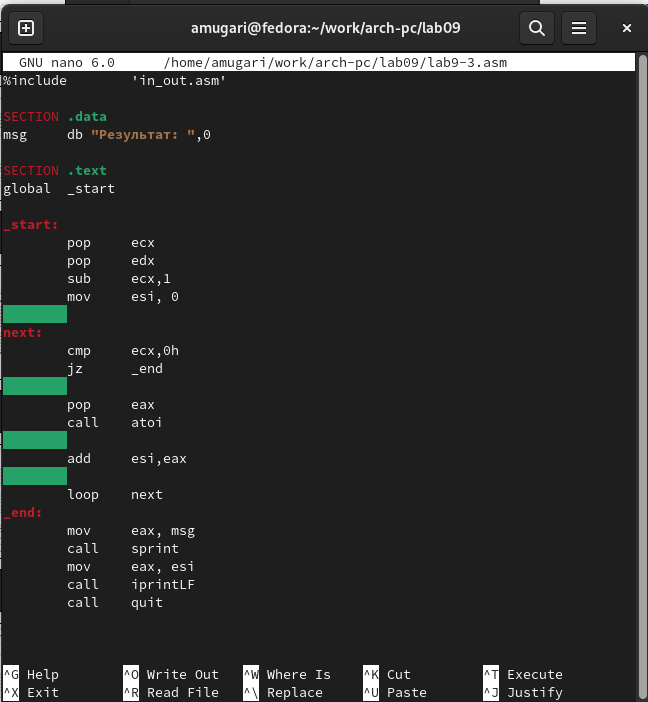 amugari@fedora:~/work/arch-pc/lab09
GNU nano 6.0 /home/amugari/work/arch-pc/lab09/lab9-3.asm
%include 'in_out.asm'
SECTION .data
msg db "Результат: ",0
SECTION .text
global _start
_start:
pop ecx
pop edx
sub ecx,1
mov esi, 0
next:
cmp ecx,0h
jz _end
pop eax
call atoi
add esi,eax
loop next
_end:
mov eax, msg
call sprint
mov eax, esi
call iprintLF
call quit
^G Help ^O Write Out ^W Where Is ^K Cut ^T Execute
^X Exit ^R Read File ^\ Replace ^U Paste ^J Justify